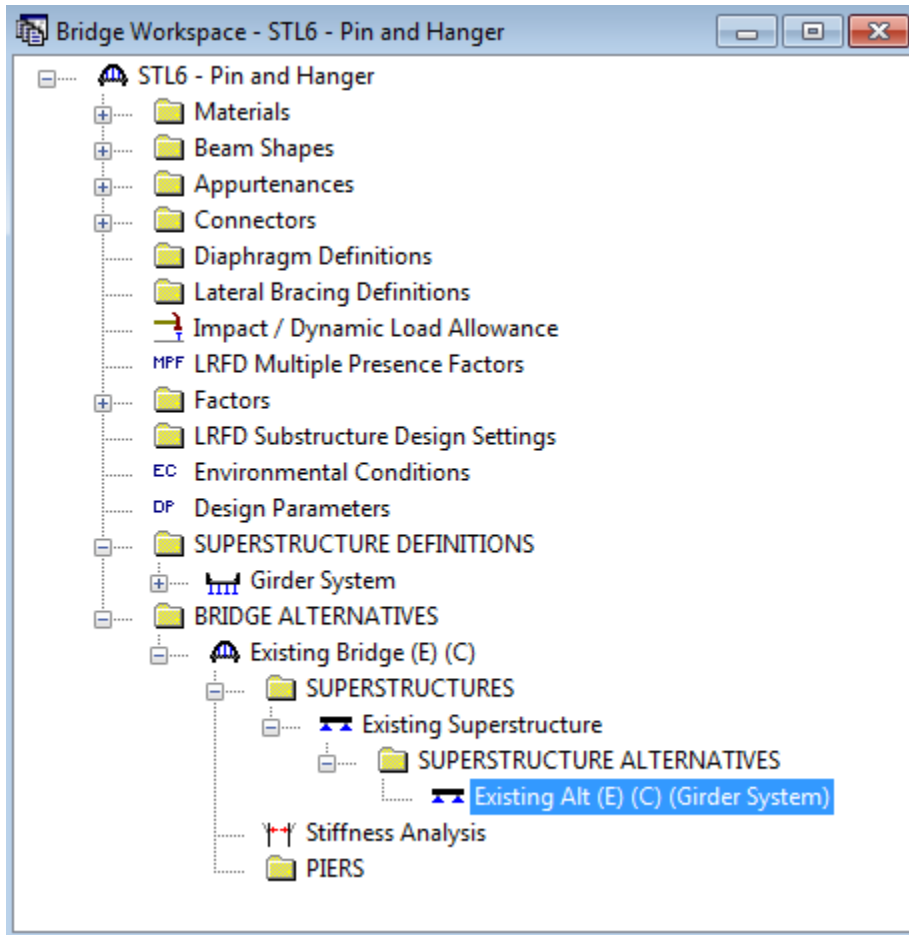 Bridge Workspace - STL6 - Pin and Hanger
STL6 - Pin and Hanger
Materials
Beam Shapes
Appurtenances
Connectors
Diaphragm Definitions
Lateral Bracing Definitions
Impact / Dynamic Load Allowance
MPF LRFD Multiple Presence Factors
Factors
LRFD Substructure Design Settings
EC Environmental Conditions
DP Design Parameters
SUPERSTRUCTURE DEFINITIONS
Girder System
BRIDGE ALTERNATIVES
Existing Bridge (E) (C)
SUPERSTRUCTURES
Existing Superstructure
SUPERSTRUCTURE ALTERNATIVES
Existing Alt (E) (C) (Girder System)
Stiffness Analysis
PIERS